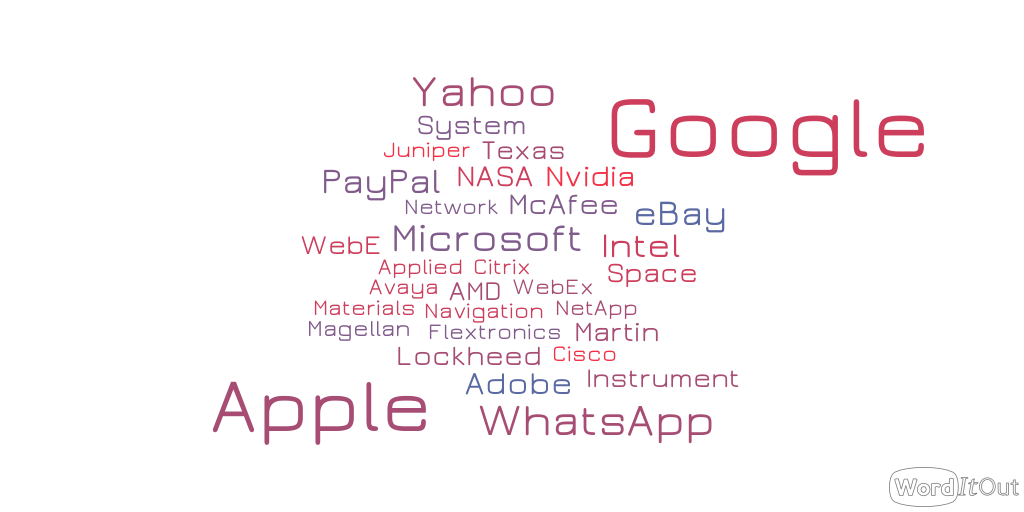 Yahoo
Google
System
Juniper Texas
PayPal NASA Nvidia
Network McAfee eBay
WebE Microsoft Intel
Applied Citrix Space
Avaya AMD WebEx
Materials Navigation NetApp
Magellan Flextronics Martin
Lockheed Cisco
Adobe Instrument
Apple WhatsApp
WordItOut